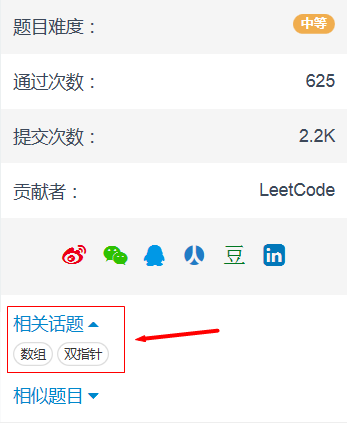 题目难度： 中等
通过次数： 625
提交次数： 2.2K
贡献者： LeetCode
豆 in
相关话题
数组 双指针
相似题目